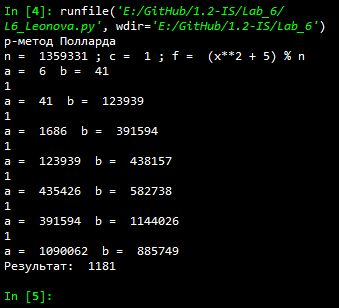 In [4]: runfile('E:/GitHub/1.2-IS/Lab_6/
L6_Leonova.py', wdir='E:/GitHub/1.2-IS/Lab_6')
р-метод Полларда
n =  1359331 ; c =  1 ; f =  (x**2 + 5) % n
a =  6  b =  41
1
a =  41  b =  123939
1
a =  1686  b =  391594
1
a =  123939  b =  438157
1
a =  435426  b =  582738
1
a =  391594  b =  1144026
1
a =  1090062  b =  885749
Результат:  1181
In [5]: